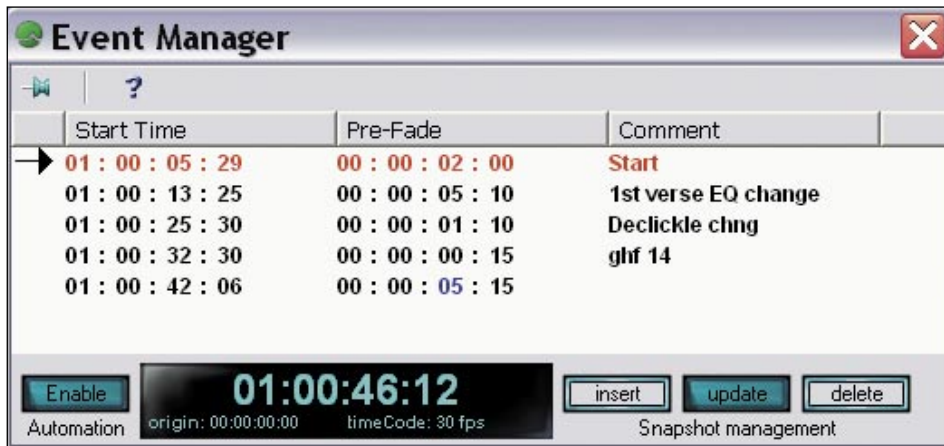 Event Manager
?
Start Time Pre-Fade Comment
01 : 00 : 05 : 29 00 : 00 : 02 : 00 Start
01 : 00 : 13 : 25 00 : 00 : 05 : 10 1st verse EQ change
01 : 00 : 25 : 30 00 : 00 : 01 : 10 Declickle chng
01 : 00 : 32 : 30 00 : 00 : 00 : 15 ghf 14
01 : 00 : 42 : 06 00 : 00 : 05 : 15
Enable 01:00:46:12 insert update delete
Automation origin: 00:00:00:00 timeCode: 30 fps Snapshot management